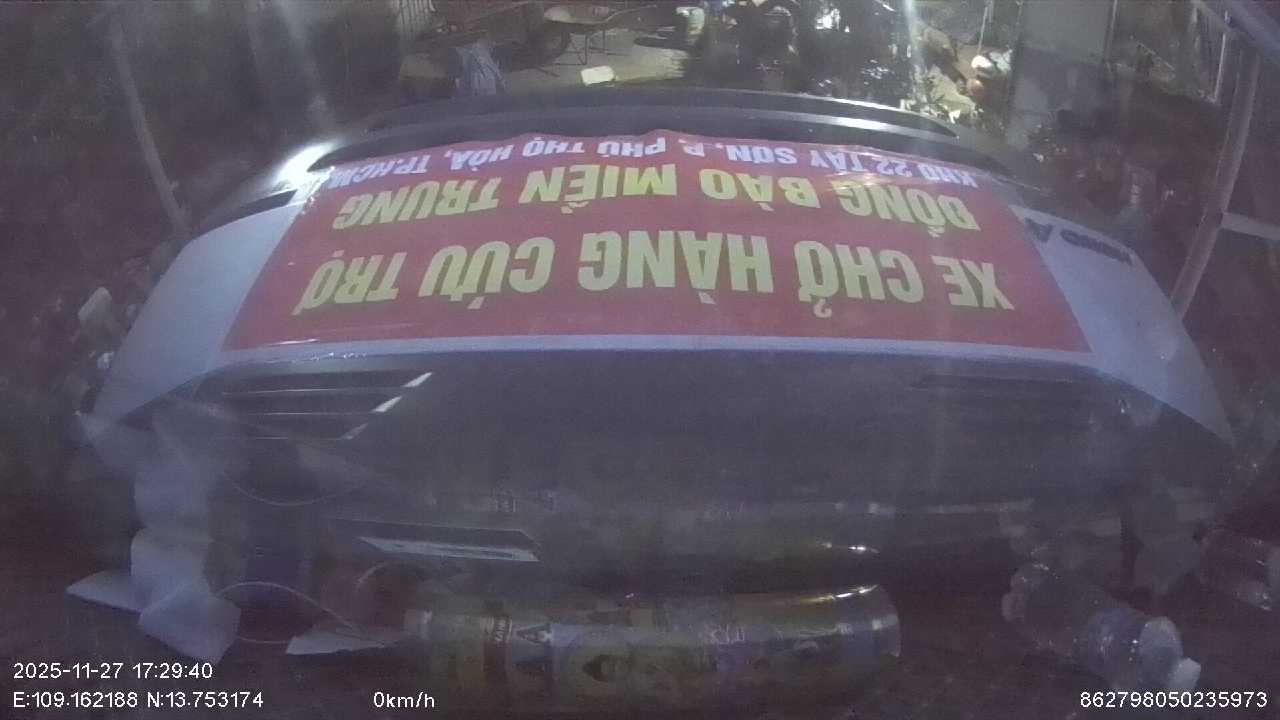 XE CHỞ HÀNG CỨU TRỢ
ĐỒNG BÀO MIỀN TRUNG
KHO 22 TÂY SƠN, P. PHÚ THỌ HÒA, TP.HCM
2025-11-27 17:29:40
E:109.162188 N:13.753174 0km/h 862798050235973